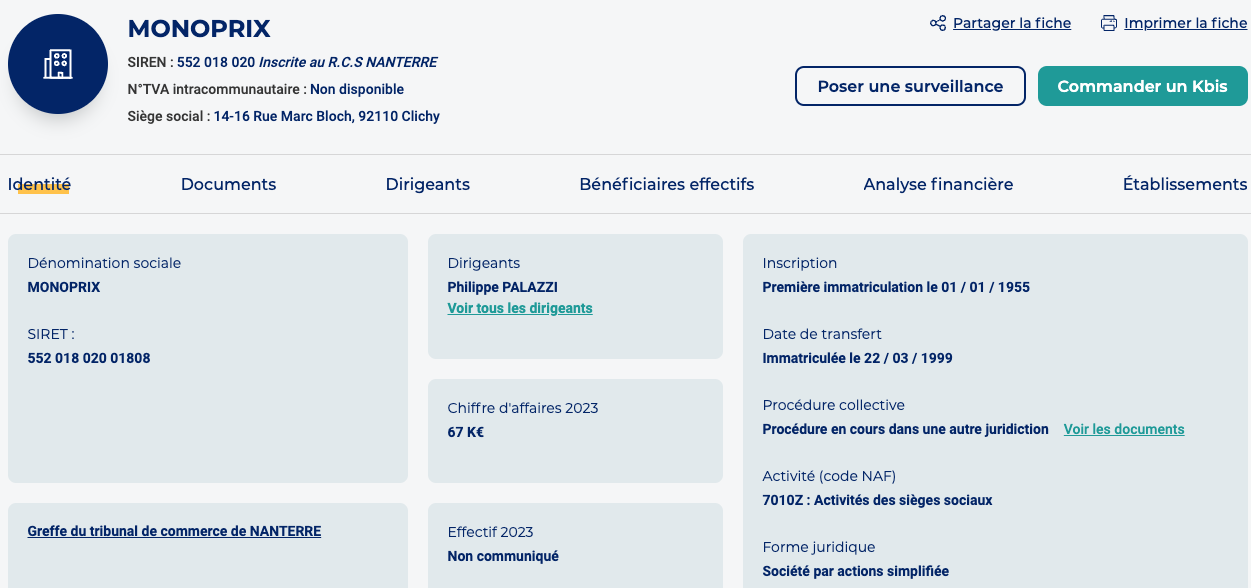 MONOPRIX
SIREN : 552 018 020 Inscrite au R.C.S NANTERRE
N°TVA intracommunautaire : Non disponible
Siège social : 14-16 Rue Marc Bloch, 92110 Clichy
Partager la fiche
Imprimer la fiche
Poser une surveillance
Commander un Kbis
Identité
Documents
Dirigeants
Bénéficiaires effectifs
Analyse financière
Établissements
Dénomination sociale
MONOPRIX
SIRET :
552 018 020 01808
Greffe du tribunal de commerce de NANTERRE
Dirigeants
Philippe PALAZZI
Voir tous les dirigeants
Chiffre d'affaires 2023
67 K€
Effectif 2023
Non communiqué
Inscription
Première immatriculation le 01 / 01 / 1955
Date de transfert
Immatriculée le 22 / 03 / 1999
Procédure collective
Procédure en cours dans une autre juridiction Voir les documents
Activité (code NAF)
7010Z : Activités des sièges sociaux
Forme juridique
Société par actions simplifiée